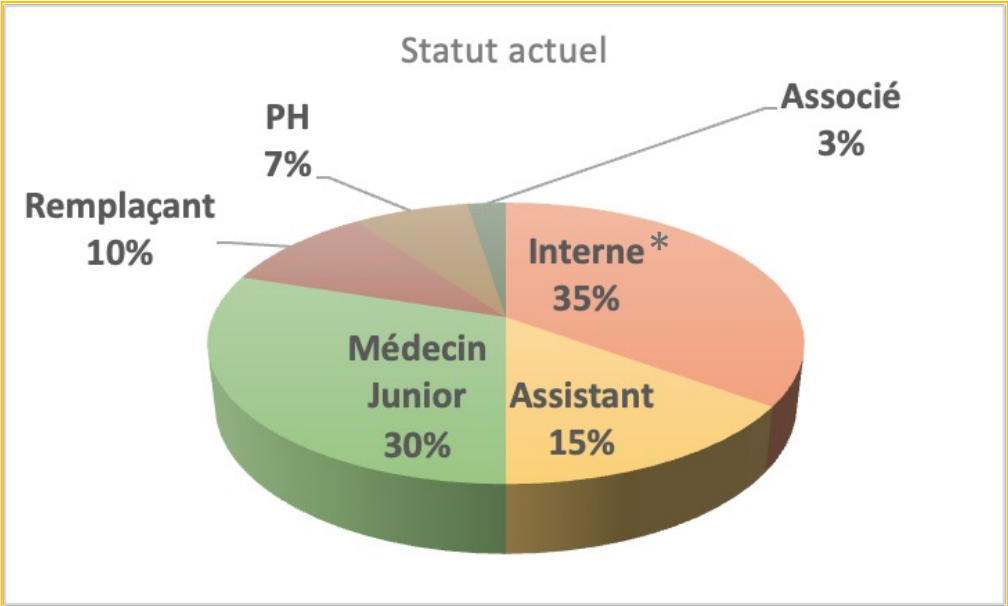 Statut actuel
Associé
3%
PH
7%
Remplaçant
10%
Interne*
35%
Médecin
Junior
30%
Assistant
15%